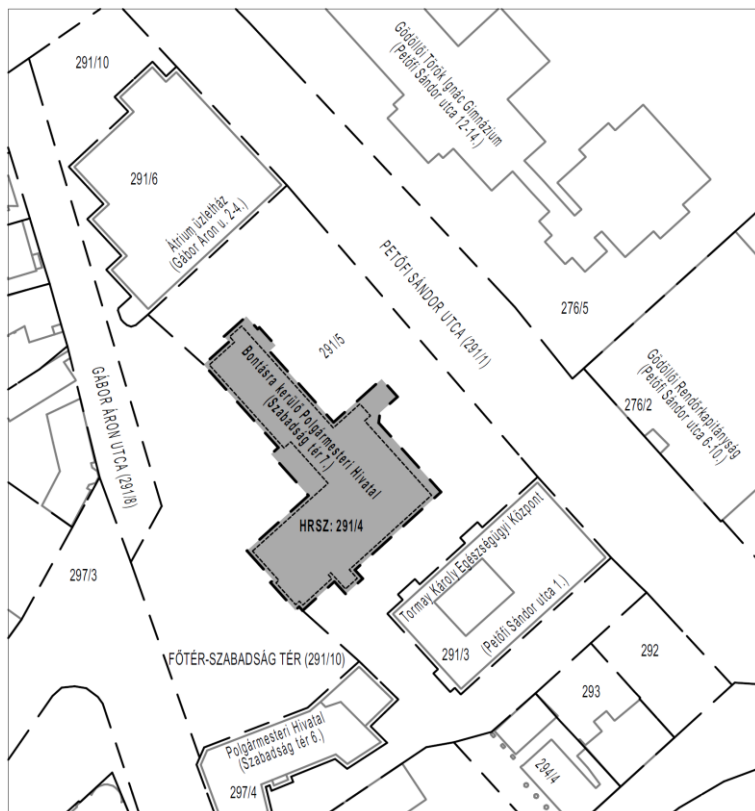 291/10
Gödöllői Török Ignác Gimnázium
(Petőfi Sándor utca 12-14.)
291/6
Átrium üzletház
(Gábor Áron u. 2-4.)
PETŐFI SÁNDOR UTCA (291/1)
276/5
291/5
Gödöllői Rendőrkapitányság
(Petőfi Sándor utca 6-10.)
276/2
Bontásra kerülő Polgármesteri Hivatal
(Szabadság tér 7.)
GÁBOR ÁRON UTCA (291/8)
HRSZ: 291/4
Tormay Károly Egészségügyi Központ
(Petőfi Sándor utca 1.)
297/3
291/3
292
FŐTÉR-SZABADSÁG TÉR (291/10)
293
Polgármesteri Hivatal
(Szabadság tér 6.)
297/4
294/4